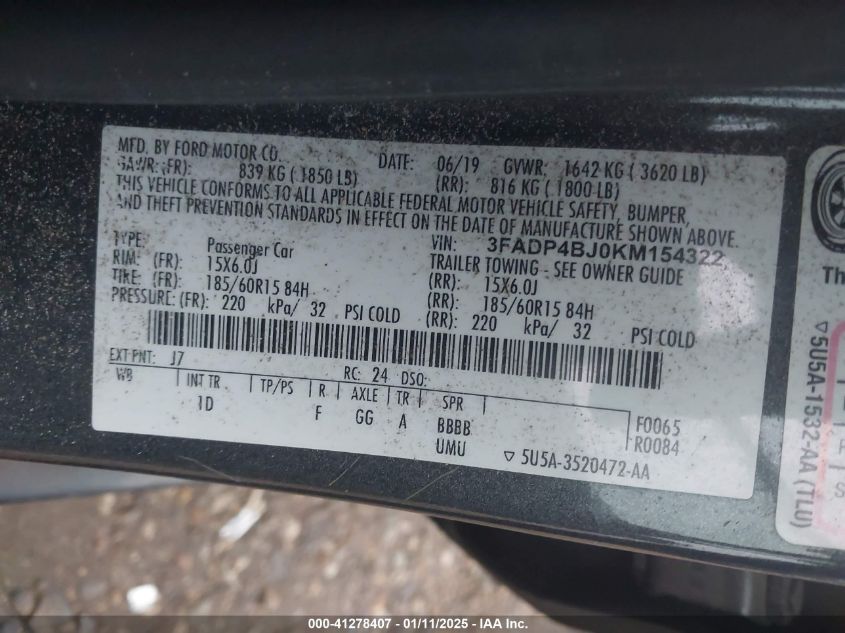 MFD. BY FORD MOTOR CO. DATE: 06/19 GVWR: 1642 KG ( 3620 LB)
GAWR: (FR): 839 KG ( 1850 LB) (RR): 816 KG ( 1800 LB)
THIS VEHICLE CONFORMS TO ALL APPLICABLE FEDERAL MOTOR VEHICLE SAFETY, BUMPER,
AND THEFT PREVENTION STANDARDS IN EFFECT ON THE DATE OF MANUFACTURE SHOWN ABOVE.
VIN: 3FADP4BJ0KM154322
TYPE: Passenger Car TRAILER TOWING - SEE OWNER GUIDE
RIM: (FR): 15X6.0J (RR): 15X6.0J
TIRE: (FR): 185/60R15 84H (RR): 185/60R15 84H
PRESSURE: (FR): 220 kPa/ 32 PSI COLD (RR): 220 kPa/ 32 PSI COLD
EXT PNT: J7 RC: 24 DSO:
WB INT TR TP/PS R AXLE TR SPR
1D F GG A BBBB F0065
UMU R0084
▽ 5U5A-3520472-AA
Th
▽5U5A-1532-AA (TLU)
000-41278407 - 01/11/2025 - IAA Inc.